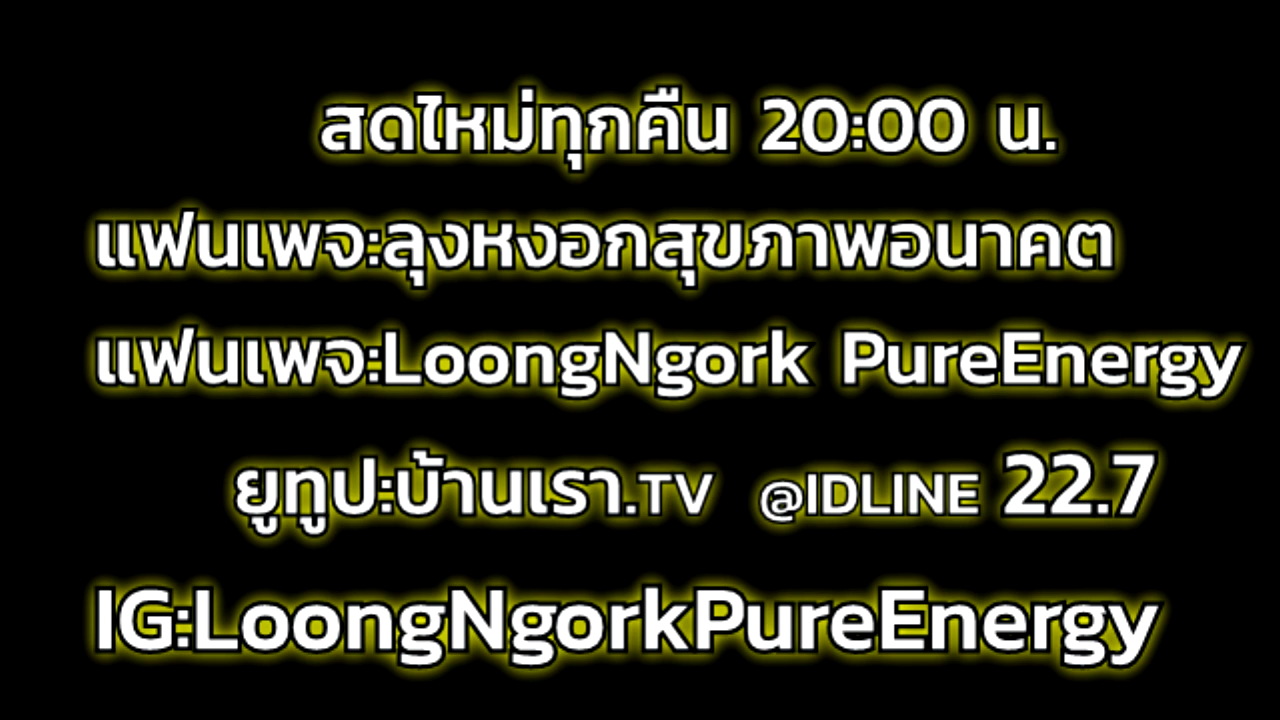 สดใหม่ทุกคืน 20:00 น.
แฟนเพจ:ลุงหงอกสุขภาพอนาคต
แฟนเพจ:LoongNgork PureEnergy
ยูทูป:บ้านเรา.TV @IDLINE 22.7
IG:LoongNgorkPureEnergy